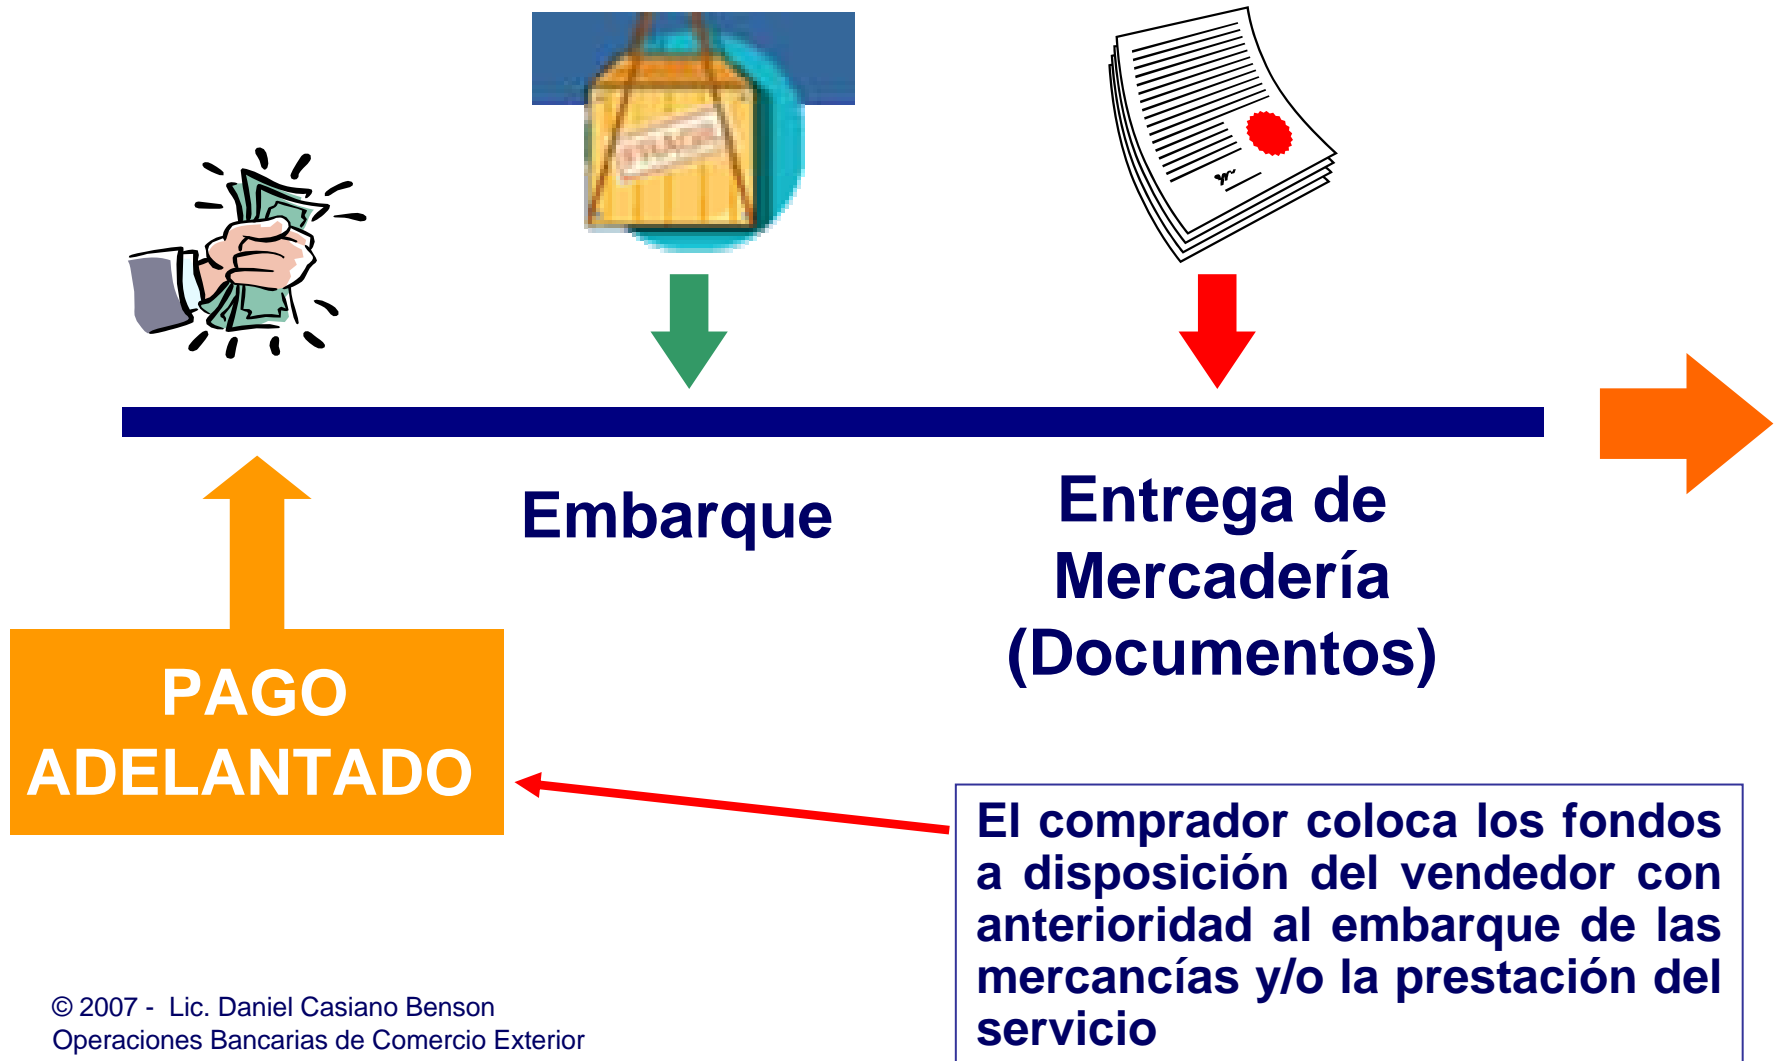 FRAGIL
Embarque
Entrega de
Mercadería
(Documentos)
PAGO
ADELANTADO
El comprador coloca los fondos
a disposición del vendedor con
anterioridad al embarque de las
mercancías y/o la prestación del
servicio
© 2007 - Lic. Daniel Casiano Benson
Operaciones Bancarias de Comercio Exterior